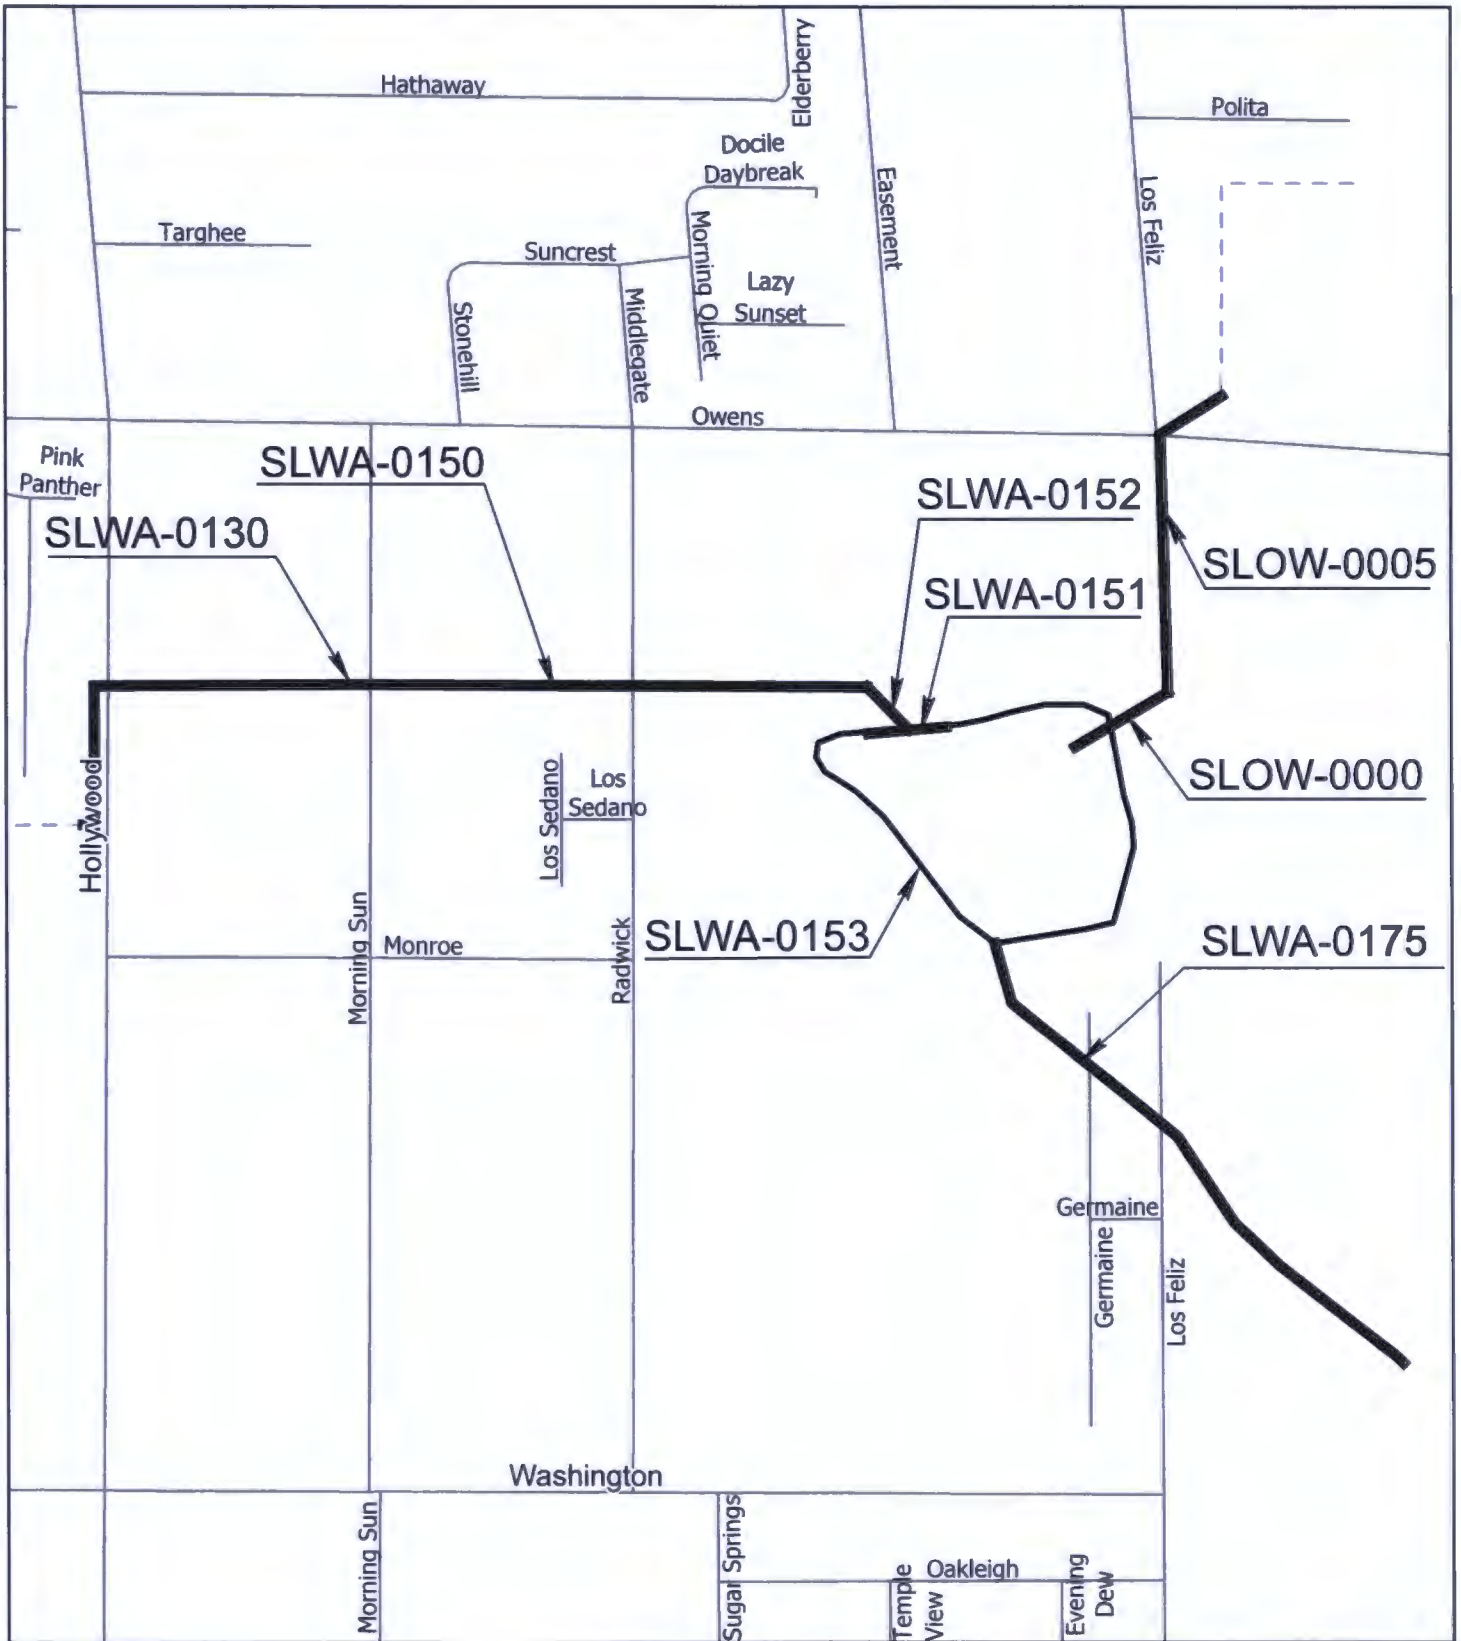 Elderberry
Hathaway
Polita
Docile
Daybreak
Easement
Los Feliz
Targhee
Morning Quiet
Suncrest
Lazy
Sunset
Middlegate
Stonehill
Owens
Pink
Panther
SLWA-0150
SLWA-0152
SLWA-0130
SLOW-0005
SLWA-0151
Hollywood
Los Sedano
Los
Sedano
SLOW-0000
Morning Sun
Monroe
Radwick
SLWA-0153
SLWA-0175
Germaine
Germaine
Los Feliz
Washington
Morning Sun
Sugar Springs
Temple
View
Oakleigh
Evening
Dew